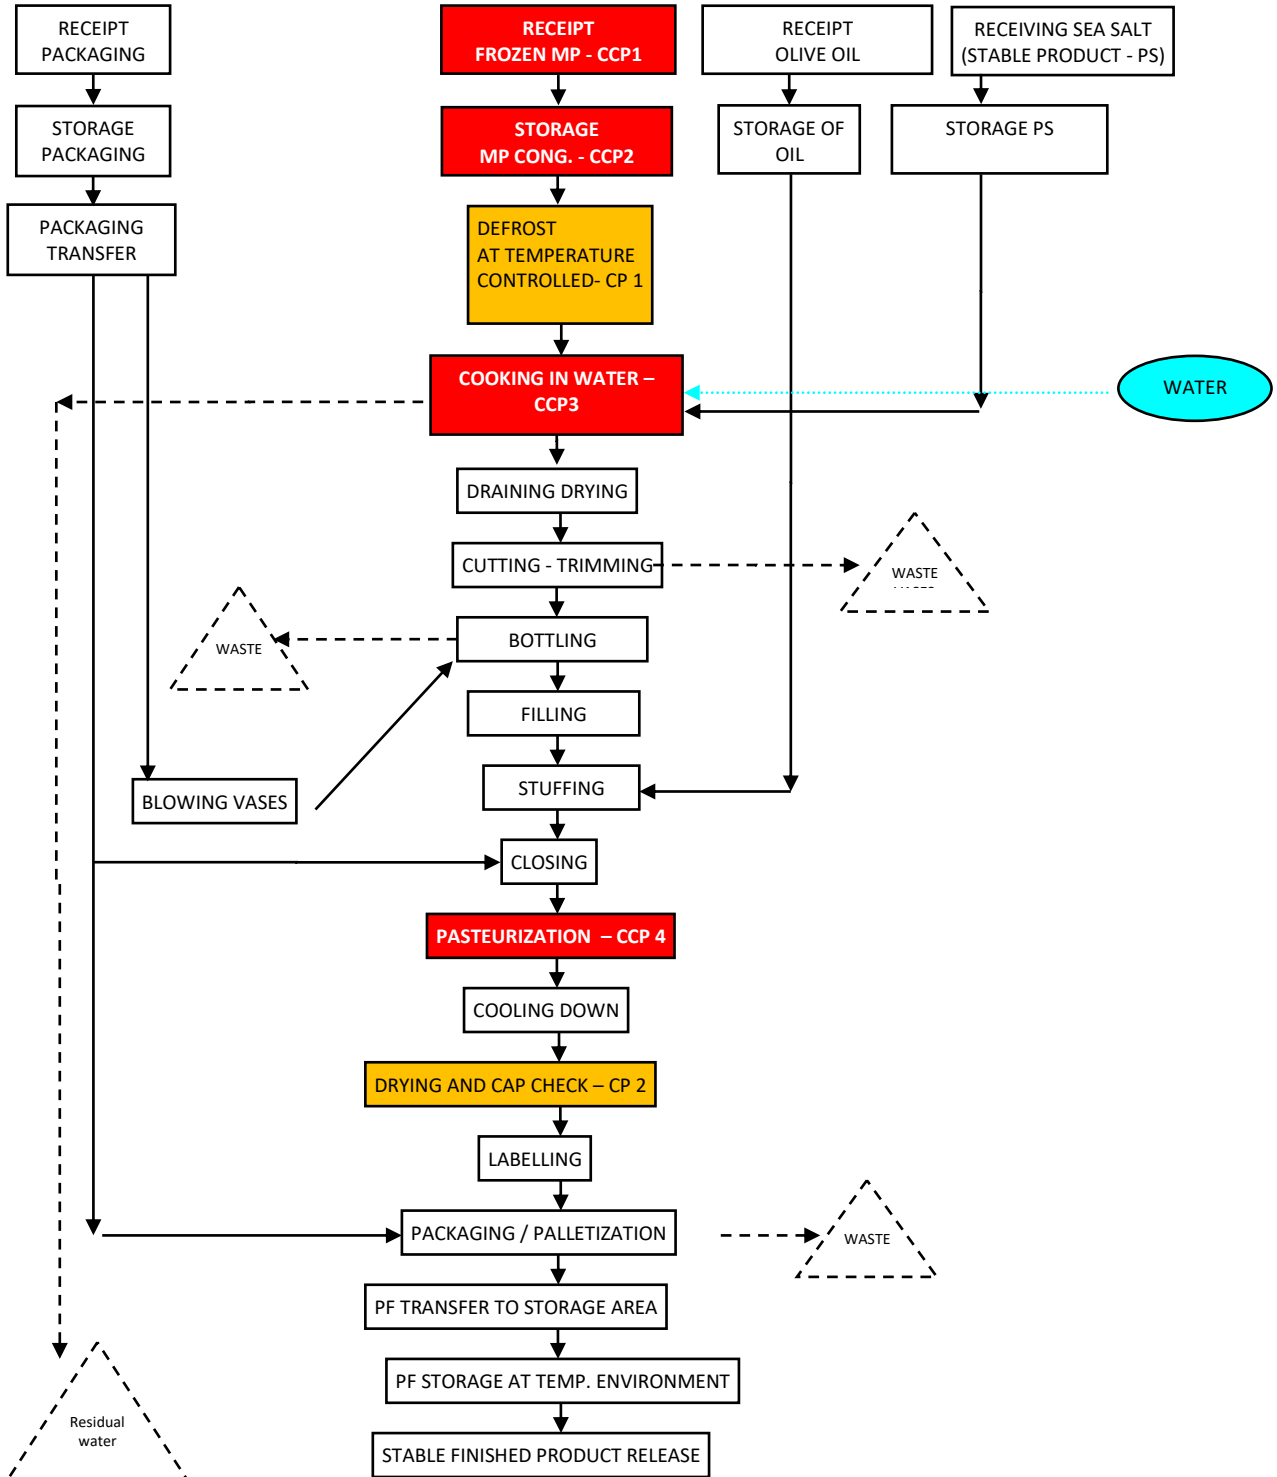 RECEIPT
PACKAGING
RECEIPT
FROZEN MP - CCP1
RECEIPT
OLIVE OIL
RECEIVING SEA SALT
(STABLE PRODUCT - PS)
STORAGE
PACKAGING
STORAGE
MP CONG. - CCP2
STORAGE OF
OIL
STORAGE PS
PACKAGING
TRANSFER
DEFROST
AT TEMPERATURE
CONTROLLED- CP 1
COOKING IN WATER –
CCP3
WATER
DRAINING DRYING
CUTTING - TRIMMING
WASTE
BOTTLING
WASTE
FILLING
STUFFING
BLOWING VASES
CLOSING
PASTEURIZATION – CCP 4
COOLING DOWN
DRYING AND CAP CHECK – CP 2
LABELLING
PACKAGING / PALLETIZATION
WASTE
PF TRANSFER TO STORAGE AREA
PF STORAGE AT TEMP. ENVIRONMENT
Residual
water
STABLE FINISHED PRODUCT RELEASE